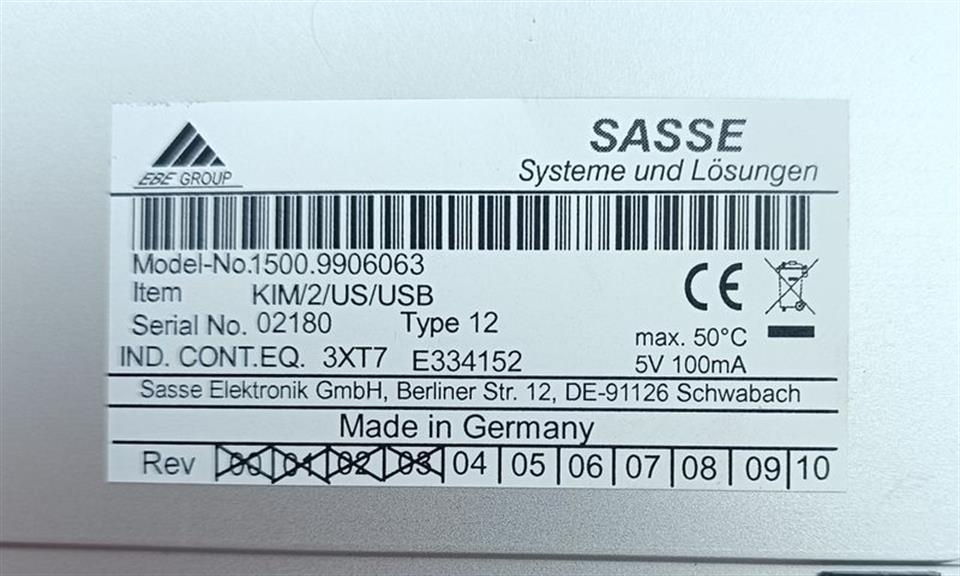 EBE GROUP
SASSE
Systeme und Lösungen
Model-No.1500.9906063
Item KIM/2/US/USB
Serial No. 02180 Type 12
IND. CONT.EQ. 3XT7 E334152
CE
max. 50°C
5V 100mA
Sasse Elektronik GmbH, Berliner Str. 12, DE-91126 Schwabach
Made in Germany
Rev 00 01 02 03 04 05 06 07 08 09 10